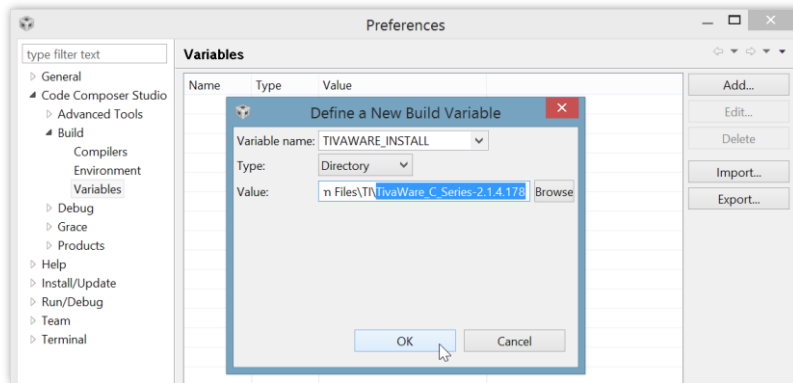 Preferences
type filter text
Variables
General
Code Composer Studio
Advanced Tools
Build
Compilers
Environment
Variables
Debug
Grace
Products
Help
Install/Update
Run/Debug
Team
Terminal
Name Type Value
Add...
Edit...
Delete
Import...
Export...
Define a New Build Variable
Variable name: TIVAWARE_INSTALL
Type: Directory
Value: Files\TI\TivaWare_C_Series-2.1.4.178 Browse
OK Cancel